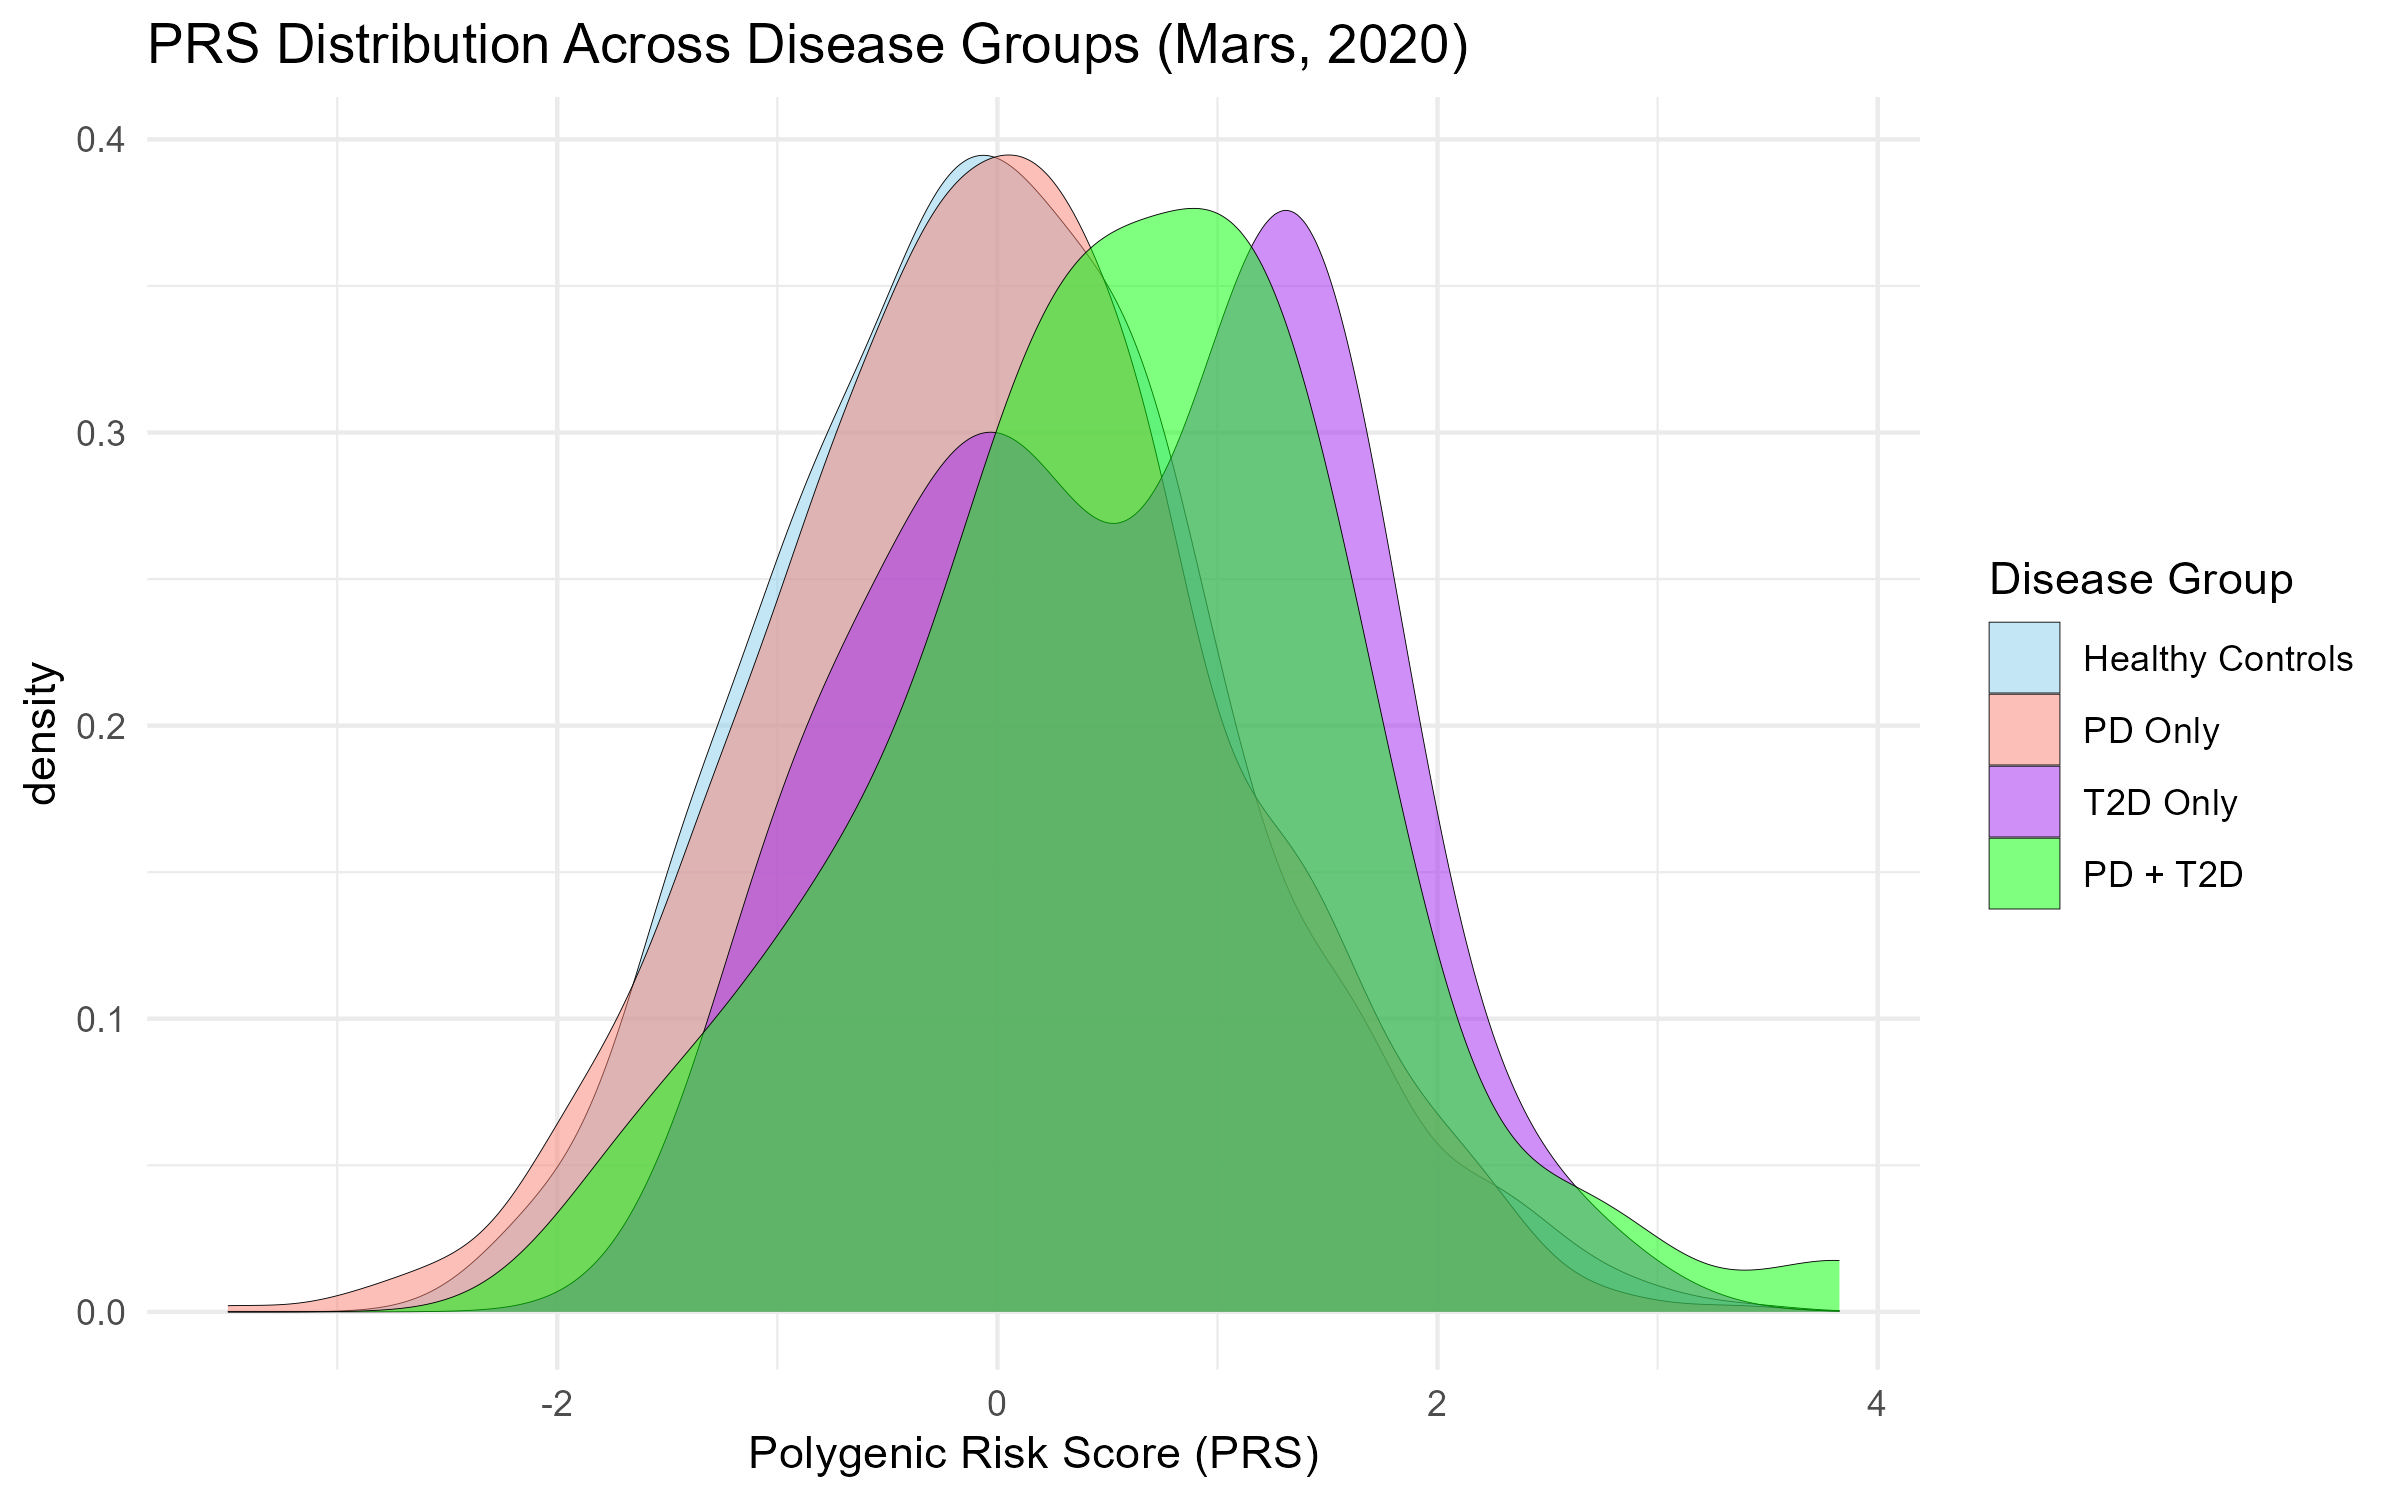 PRS Distribution Across Disease Groups (Mars, 2020)
0.4
0.3
0.2
0.1
0.0
density
-2
0
2
4
Polygenic Risk Score (PRS)
Disease Group
Healthy Controls
PD Only
T2D Only
PD + T2D